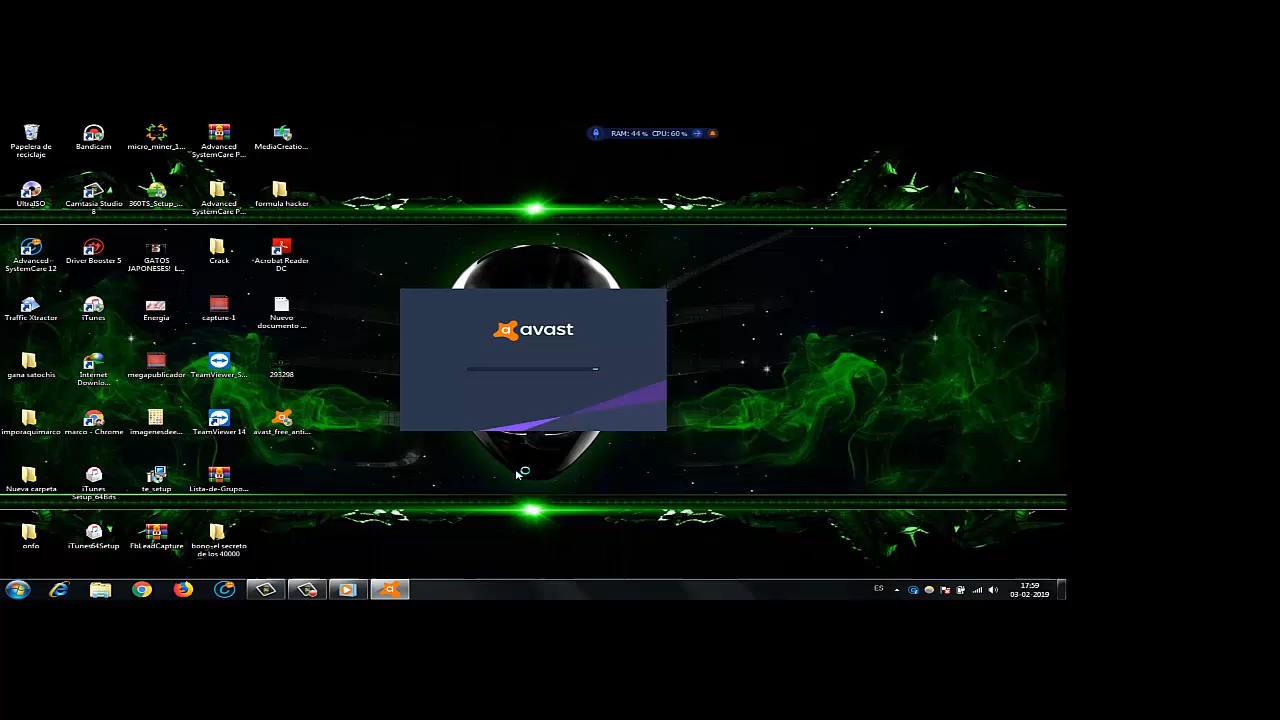 RAM: 44 % CPU: 60 %
Papelera de
reciclaje
Bandicam
micro_miner_1...
Advanced
SystemCare P...
MediaCreatio...
UltraISO
Camtasia Studio
8
360TS_Setup_...
Advanced
SystemCare P...
formula hacker
Advanced
SystemCare 12
Driver Booster 5
GATOS
JAPONESES! L...
Crack
Acrobat Reader
DC
Traffic Xtractor
iTunes
Energia
capture-1
Nuevo
documento ...
avast
gana satochis
Internet
Downlo...
megapublicador
TeamViewer_S...
293298
imporaquimarco
marco - Chrome
imagenesdee...
TeamViewer 14
avast_free_anti...
Nueva carpeta
iTunes
Setup_64Bits
te_setup
Lista-de-Grupo...
onfo
iTunes64Setup
FbLeadCapture
bono-el secreto
de los 40000
ES
17:59
03-02-2019